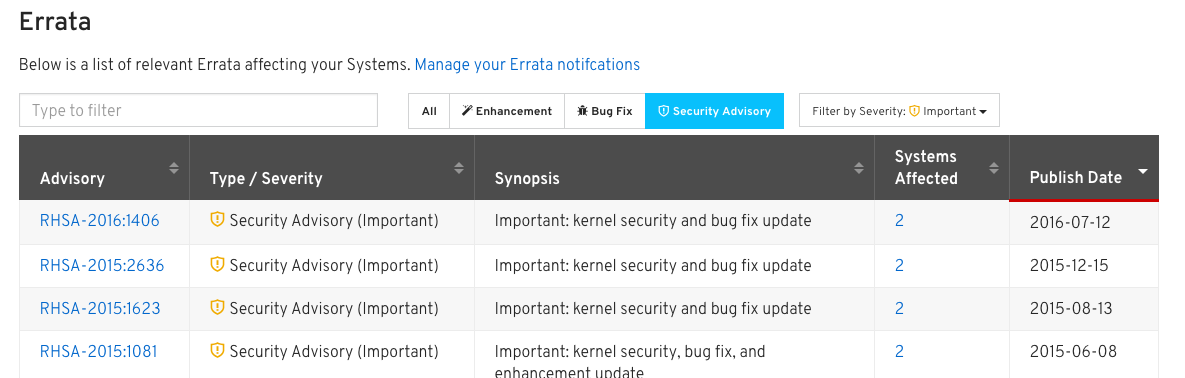 Errata
Below is a list of relevant Errata affecting your Systems. Manage your Errata notifcations
Type to filter
All Enhancement Bug Fix Security Advisory Filter by Severity: Important
Advisory Type / Severity Synopsis Systems Affected Publish Date
RHSA-2016:1406 Security Advisory (Important) Important: kernel security and bug fix update 2 2016-07-12
RHSA-2015:2636 Security Advisory (Important) Important: kernel security and bug fix update 2 2015-12-15
RHSA-2015:1623 Security Advisory (Important) Important: kernel security and bug fix update 2 2015-08-13
RHSA-2015:1081 Security Advisory (Important) Important: kernel security, bug fix, and 2 2015-06-08
enhancement update